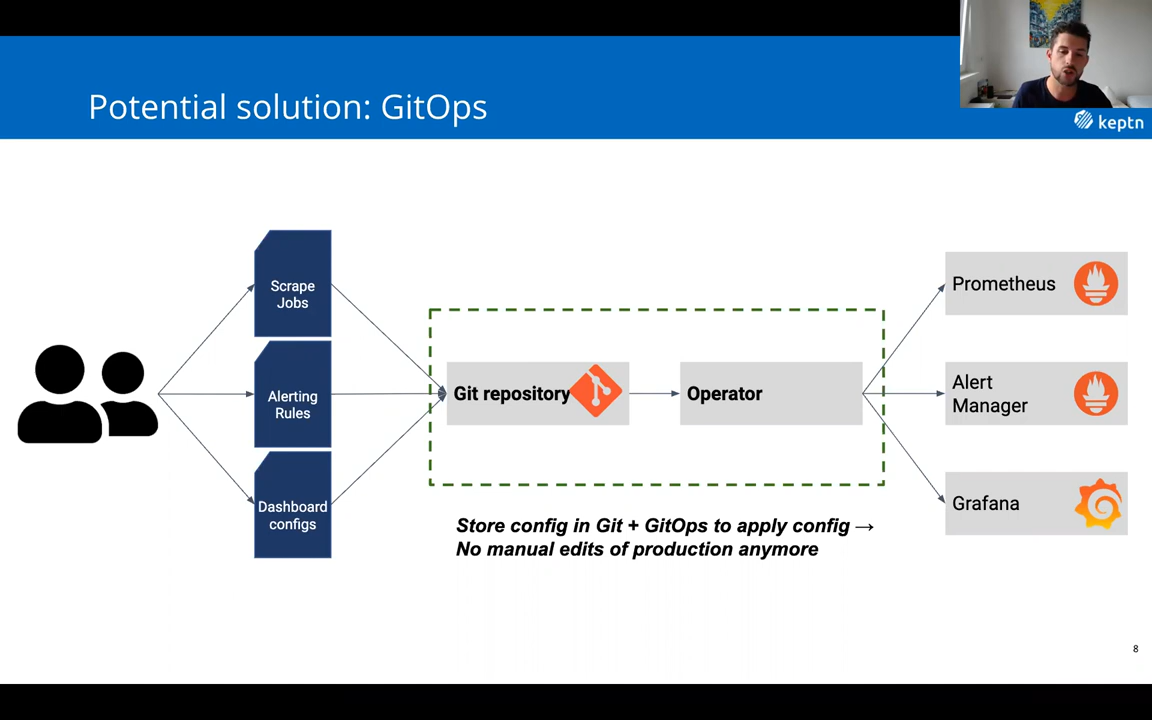 Potential solution: GitOps
keptn
Scrape
Jobs
Alerting
Rules
Dashboard
configs
Git repository
Operator
Prometheus
Alert
Manager
Grafana
Store config in Git + GitOps to apply config →
No manual edits of production anymore
8